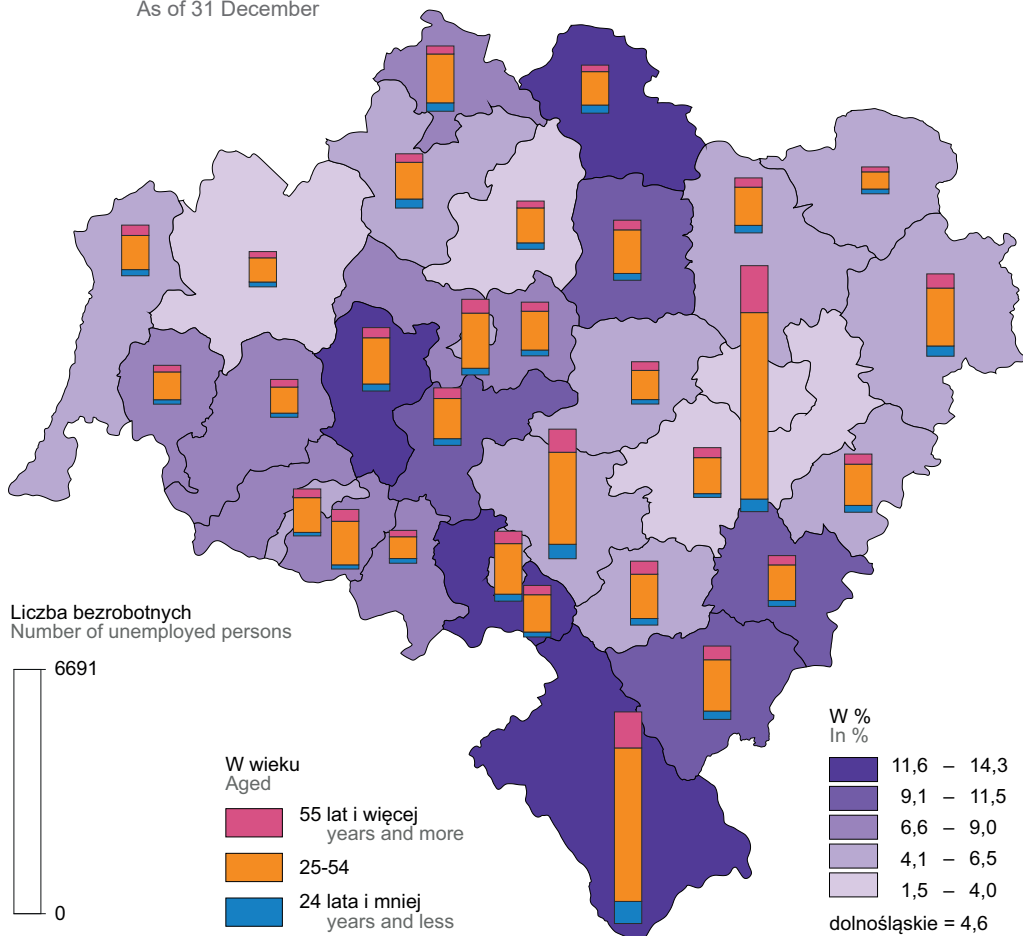 As of 31 December
Liczba bezrobotnych
Number of unemployed persons
6691
0
W wieku
Aged
55 lat i więcej
years and more
25-54
24 lata i mniej
years and less
W %
In %
11,6 – 14,3
9,1 – 11,5
6,6 – 9,0
4,1 – 6,5
1,5 – 4,0
dolnośląskie = 4,6